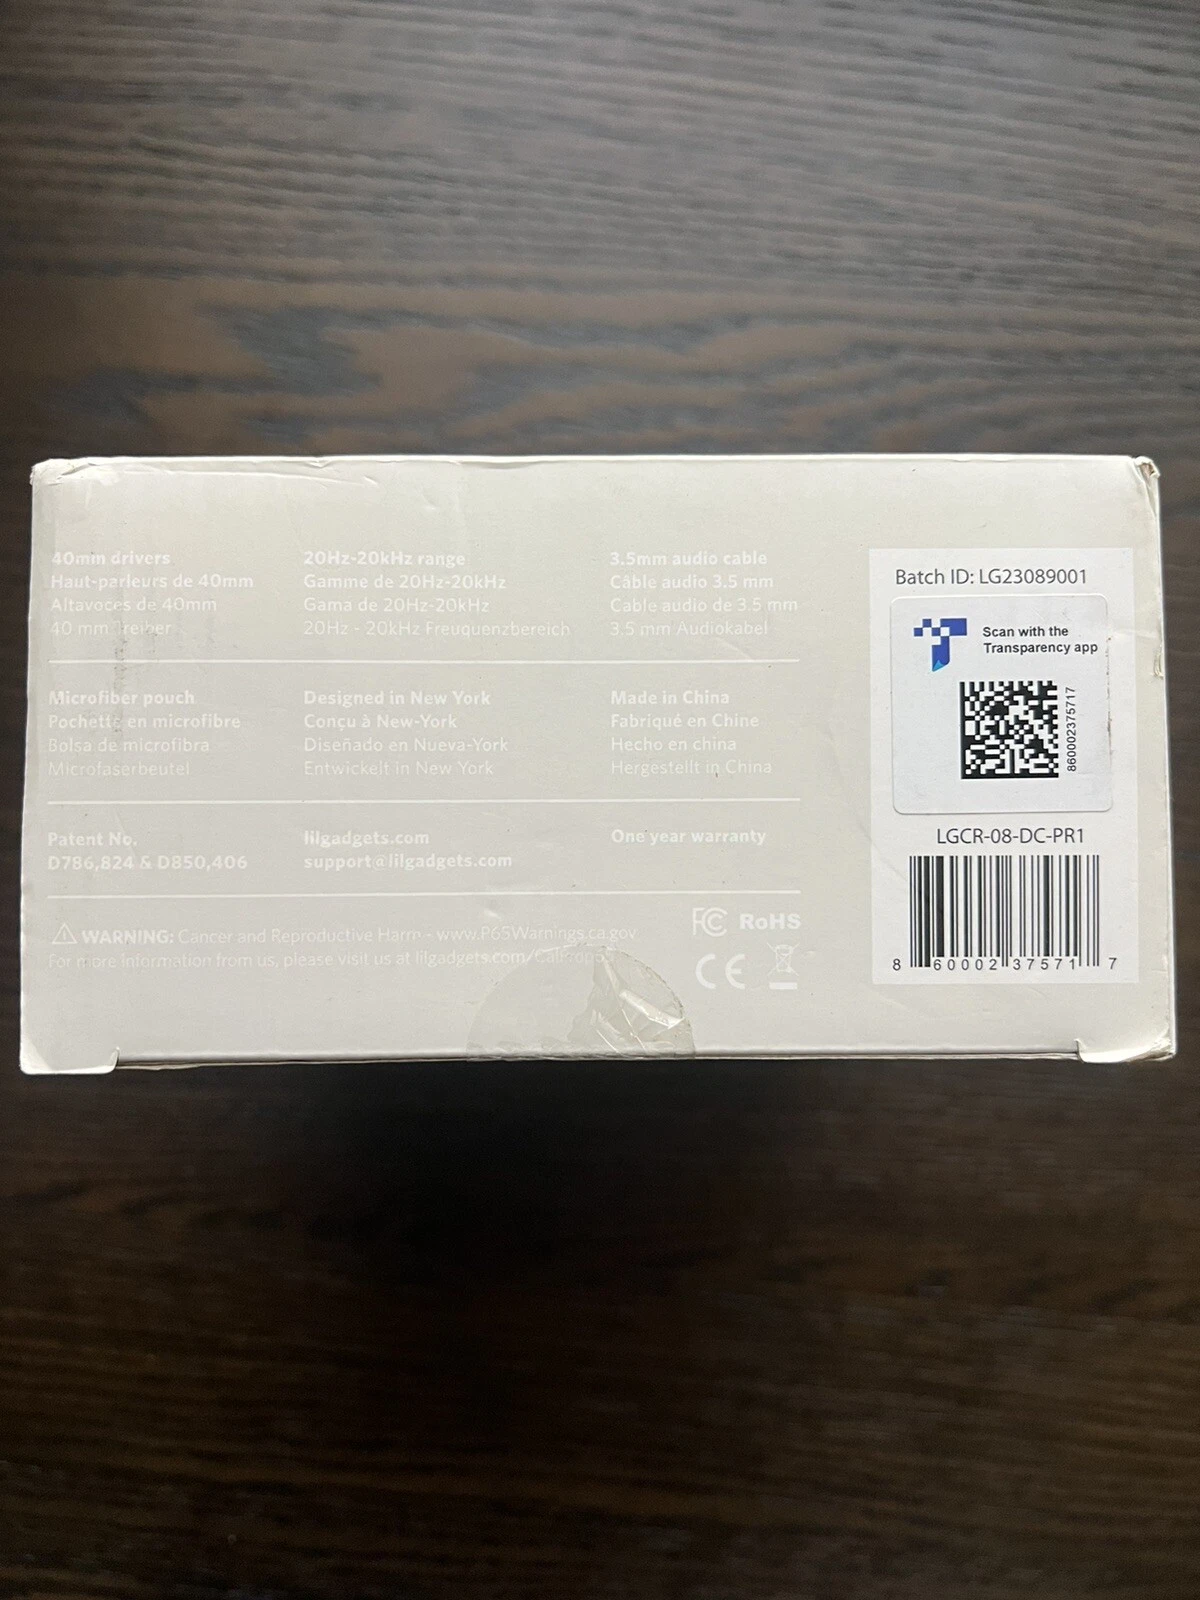 40mm drivers
Haut-parleurs de 40mm
Altavoces de 40mm
40 mm Treiber
20Hz-20kHz range
Gamme de 20Hz-20kHz
Gama de 20Hz-20kHz
20Hz - 20kHz Freuquenzbereich
3.5mm audio cable
Câble audio 3.5 mm
Cable audio de 3.5 mm
3.5 mm Audiokabel
Microfiber pouch
Pochette en microfibre
Bolsa de microfibra
Microfaserbeutel
Designed in New York
Conçu à New-York
Diseñado en Nueva-York
Entwickelt in New York
Made in China
Fabriqué en Chine
Hecho en china
Hergestellt in China
Patent No.
D786,824 & D850,406
lilgadgets.com
support@lilgadgets.com
One year warranty
WARNING: Cancer and Reproductive Harm - www.P65Warnings.ca.gov
For more information from us, please visit us at lilgadgets.com/Calprop65
FC RoHS
CE
Batch ID: LG23089001
Scan with the
Transparency app
860002375717
LGCR-08-DC-PR1
8 60002 37571 7